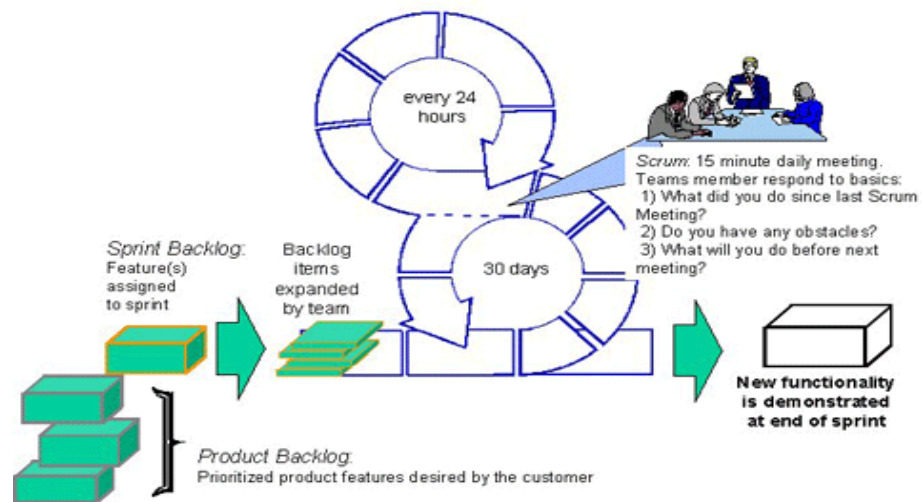 every 24
hours
Scrum: 15 minute daily meeting.
Teams member respond to basics:
1) What did you do since last Scrum
Meeting?
2) Do you have any obstacles?
3) What will you do before next
meeting?
Sprint Backlog:
Feature(s)
assigned
to sprint
Backlog
items
expanded
by team
30 days
New functionality
is demonstrated
at end of sprint
Product Backlog:
Prioritized product features desired by the customer